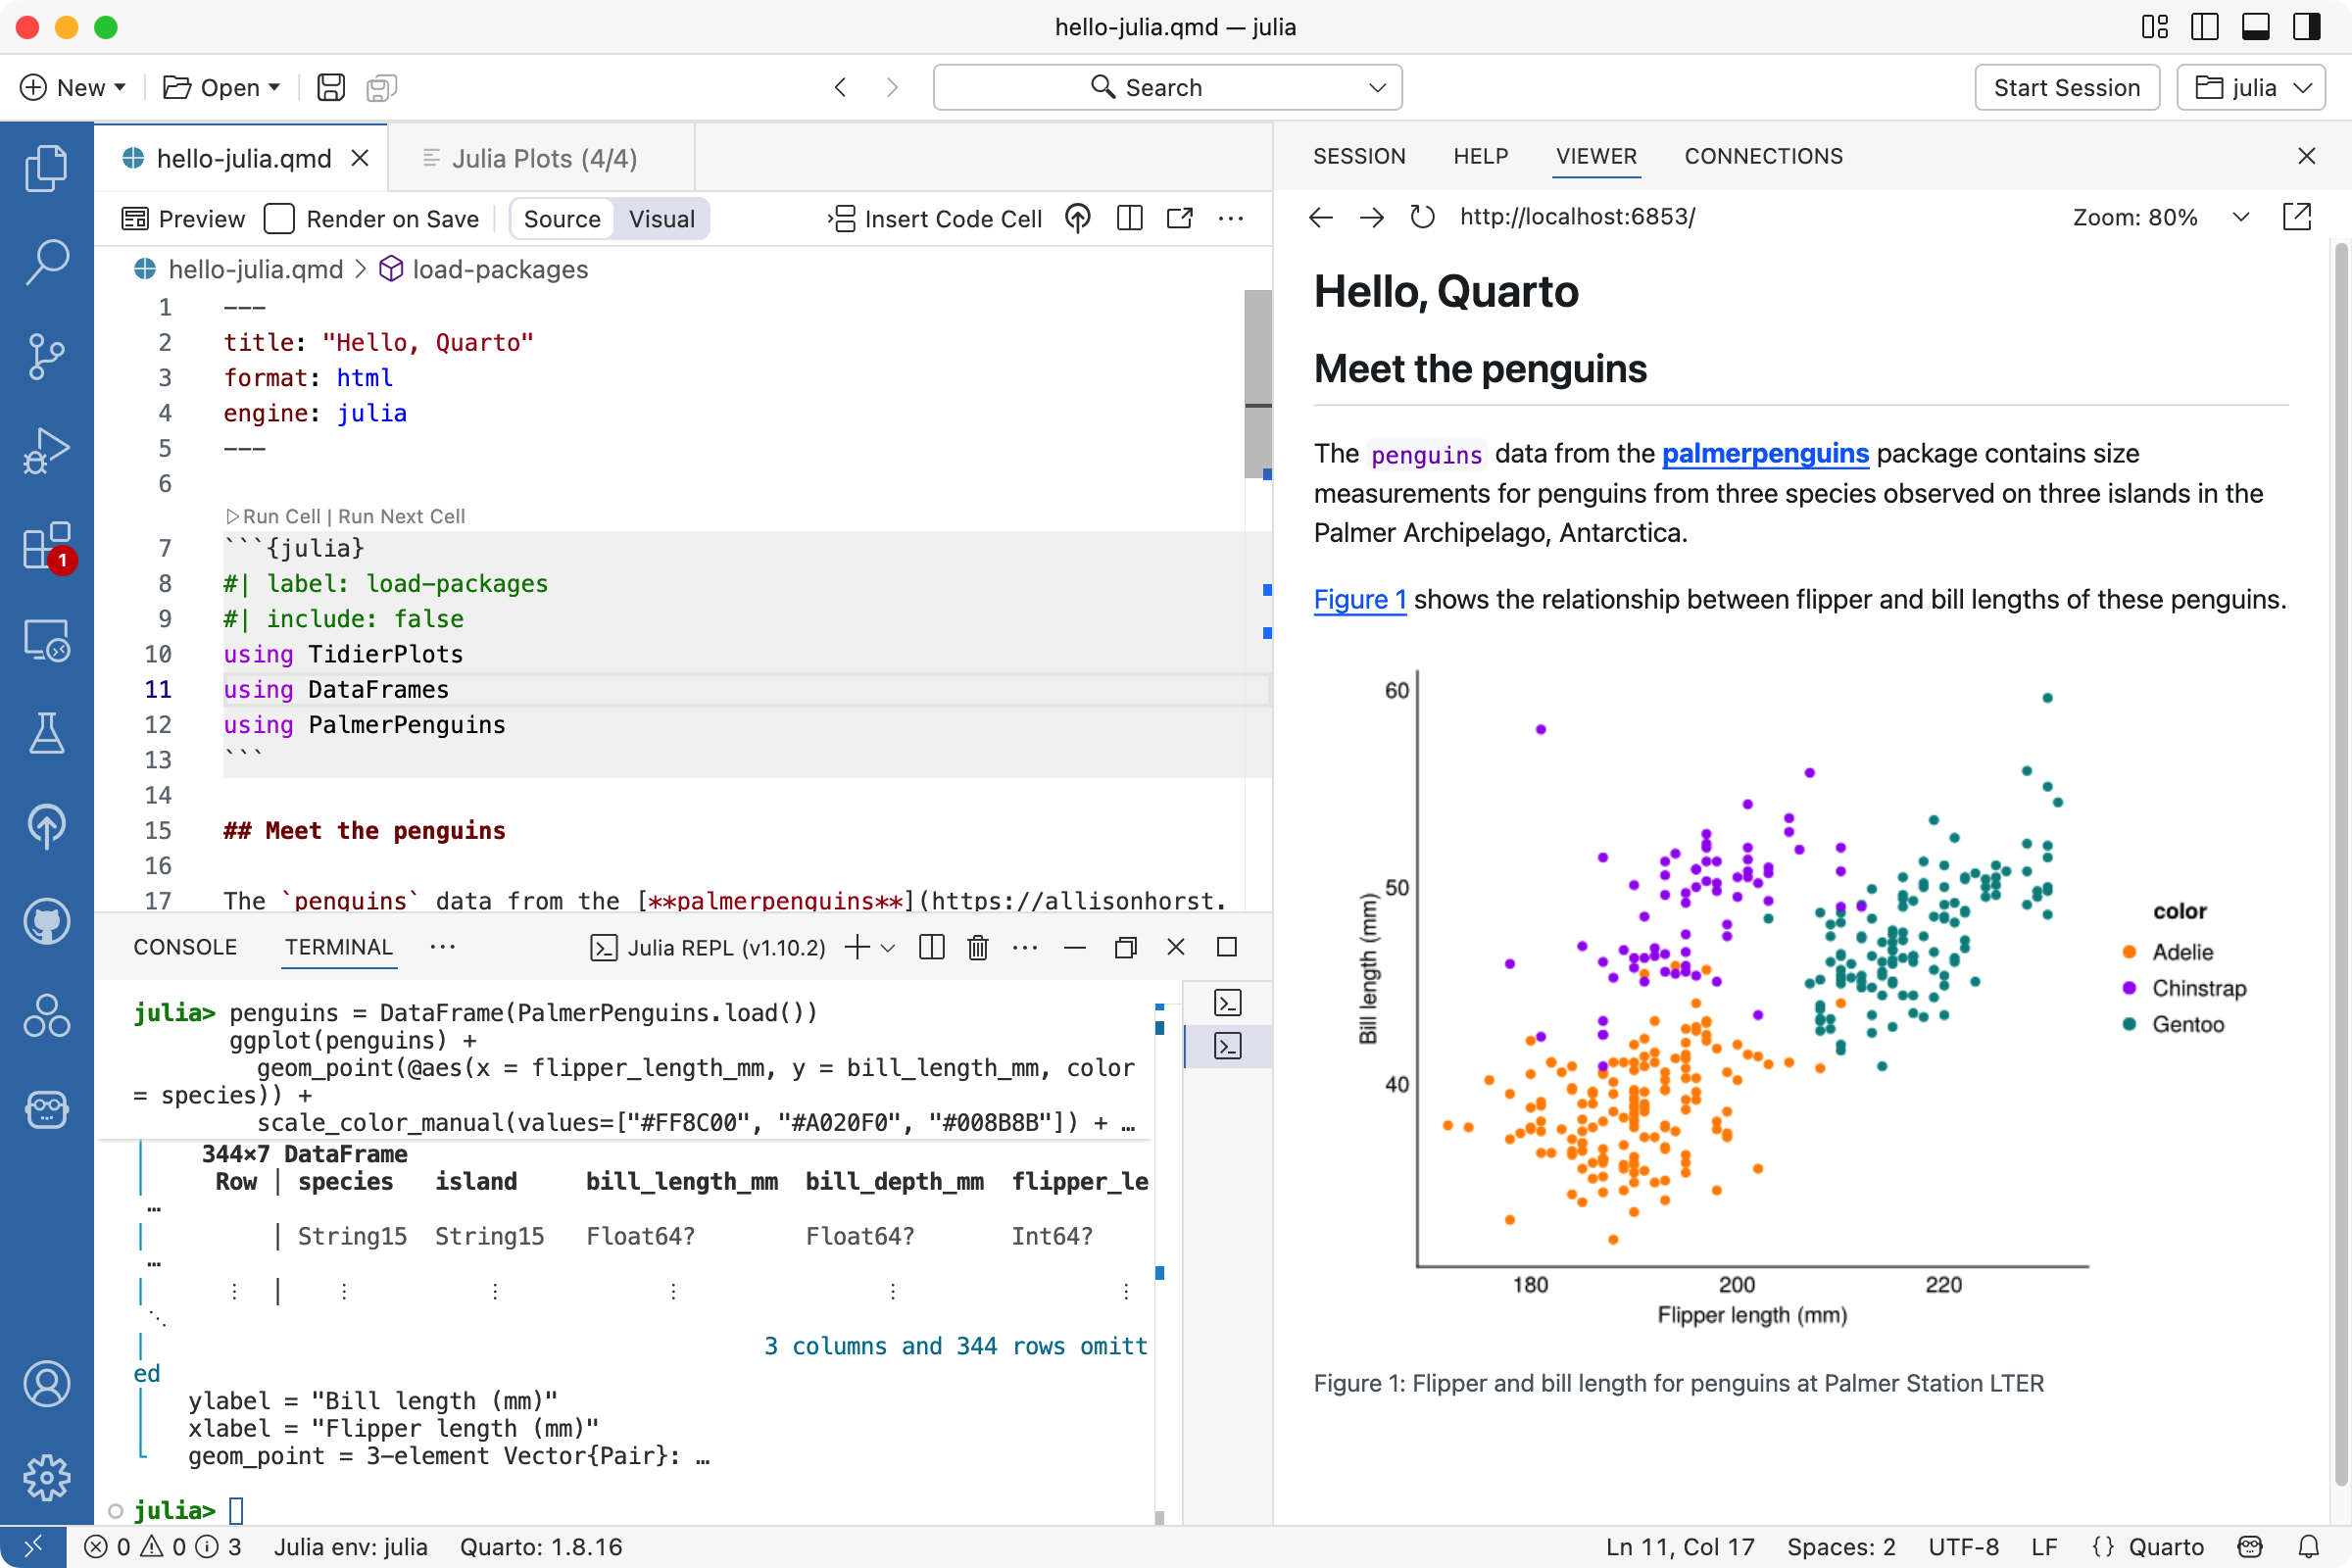 hello-julia.qmd — julia
New
Open
Search
Start Session
julia
hello-julia.qmd
Julia Plots (4/4)
Preview
Render on Save
Source
Visual
Insert Code Cell
hello-julia.qmd > load-packages
1 ---
2 title: "Hello, Quarto"
3 format: html
4 engine: julia
5 ---
6
Run Cell | Run Next Cell
7 ```{julia}
8 #| label: load-packages
9 #| include: false
10 using TidierPlots
11 using DataFrames
12 using PalmerPenguins
13 ```
14
15 ## Meet the penguins
16
17 The `penguins` data from the [**palmerpenguins**](https://allisonhorst.
1
CONSOLE
TERMINAL
Julia REPL (v1.10.2)
julia> penguins = DataFrame(PalmerPenguins.load())
ggplot(penguins) +
geom_point(@aes(x = flipper_length_mm, y = bill_length_mm, color
= species)) +
scale_color_manual(values=["#FF8C00", "#A020F0", "#008B8B"]) + …
344×7 DataFrame
Row │ species island bill_length_mm bill_depth_mm flipper_le
…
│ String15 String15 Float64? Float64? Int64?
…
⋮ │ ⋮ ⋮ ⋮ ⋮ ⋮
⋱
3 columns and 344 rows omitt
ed
ylabel = "Bill length (mm)"
xlabel = "Flipper length (mm)"
geom_point = 3-element Vector{Pair}: …
julia>
SESSION
HELP
VIEWER
CONNECTIONS
http://localhost:6853/
Zoom: 80%
Hello, Quarto
Meet the penguins
The penguins data from the palmerpenguins package contains size
measurements for penguins from three species observed on three islands in the
Palmer Archipelago, Antarctica.
Figure 1 shows the relationship between flipper and bill lengths of these penguins.
60
50
40
Bill length (mm)
180
200
220
Flipper length (mm)
color
Adelie
Chinstrap
Gentoo
Figure 1: Flipper and bill length for penguins at Palmer Station LTER
0
0
3
Julia env: julia
Quarto: 1.8.16
Ln 11, Col 17
Spaces: 2
UTF-8
LF
{} Quarto